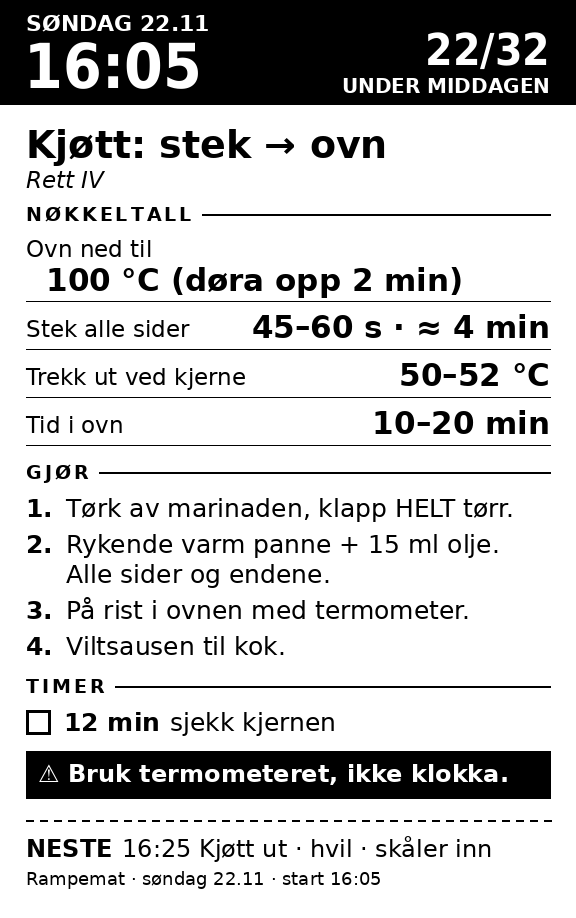 SØNDAG 22.11
16:05
22/32
UNDER MIDDAGEN
Kjøtt: stek → ovn
Rett IV
NØKKELTALL
Ovn ned til
100 °C (døra opp 2 min)
Stek alle sider 45–60 s · ≈ 4 min
Trekk ut ved kjerne 50–52 °C
Tid i ovn 10–20 min
GJØR
1. Tørk av marinaden, klapp HELT tørr.
2. Rykende varm panne + 15 ml olje.
Alle sider og endene.
3. På rist i ovnen med termometer.
4. Viltsausen til kok.
TIMER
☐ 12 min sjekk kjernen
⚠ Bruk termometeret, ikke klokka.
NESTE 16:25 Kjøtt ut · hvil · skåler inn
Rampemat · søndag 22.11 · start 16:05